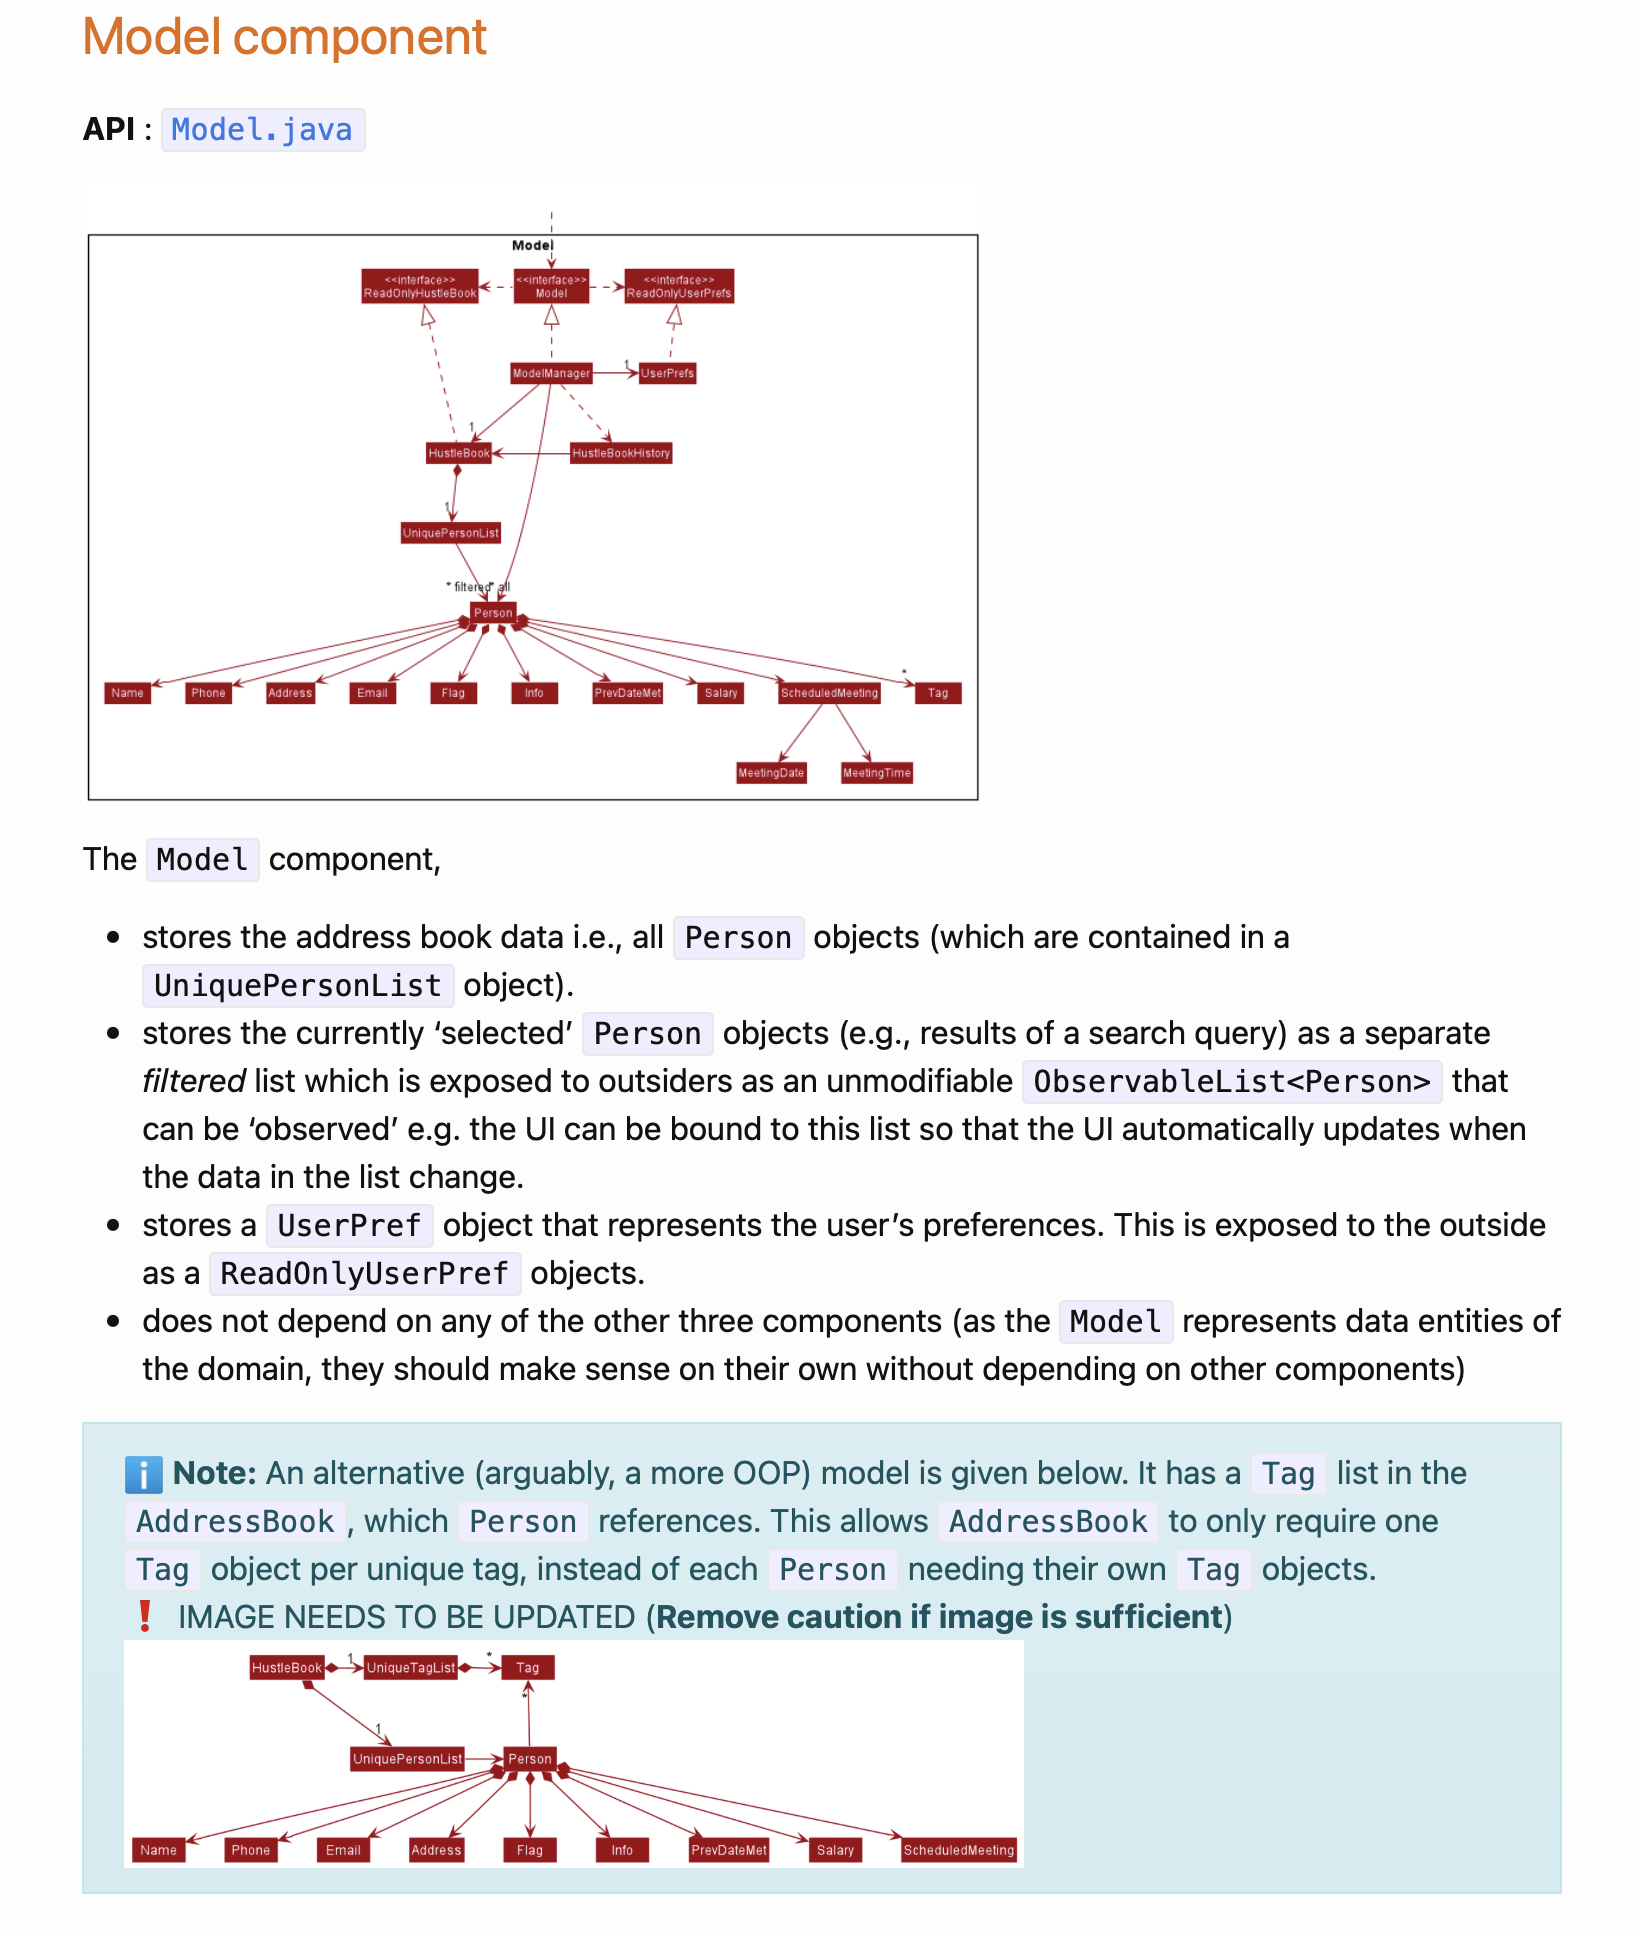 Model component
API : Model.java
Model
<<interface>> ReadOnlyHustleBook
<<interface>> Model
<<interface>> ReadOnlyUserPrefs
ModelManager
1
UserPrefs
1
HustleBook
HustleBookHistory
1
UniquePersonList
* filtered
* all
Person
*
Name
Phone
Address
Email
Flag
Info
PrevDateMet
Salary
ScheduledMeeting
Tag
MeetingDate
MeetingTime
The Model component,
stores the address book data i.e., all Person objects (which are contained in a
UniquePersonList object).
stores the currently ‘selected’ Person objects (e.g., results of a search query) as a separate
filtered list which is exposed to outsiders as an unmodifiable ObservableList<Person> that
can be ‘observed’ e.g. the UI can be bound to this list so that the UI automatically updates when
the data in the list change.
stores a UserPref object that represents the user’s preferences. This is exposed to the outside
as a ReadOnlyUserPref objects.
does not depend on any of the other three components (as the Model represents data entities of
the domain, they should make sense on their own without depending on other components)
ℹ️ Note: An alternative (arguably, a more OOP) model is given below. It has a Tag list in the
AddressBook, which Person references. This allows AddressBook to only require one
Tag object per unique tag, instead of each Person needing their own Tag objects.
❗ IMAGE NEEDS TO BE UPDATED (Remove caution if image is sufficient)
HustleBook
1
UniqueTagList
*
Tag
*
1
UniquePersonList
Person
Name
Phone
Email
Address
Flag
Info
PrevDateMet
Salary
ScheduledMeeting